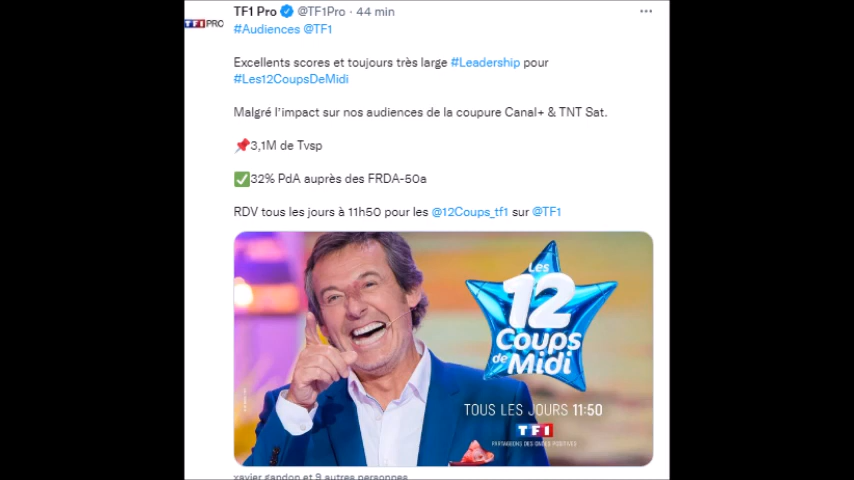 TF1 Pro @TF1Pro · 44 min
TF1 PRO
#Audiences @TF1
Excellents scores et toujours très large #Leadership pour
#Les12CoupsDeMidi
Malgré l'impact sur nos audiences de la coupure Canal+ & TNT Sat.
📌3,1M de Tvsp
✅32% PdA auprès des FRDA-50a
RDV tous les jours à 11h50 pour les @12Coups_tf1 sur @TF1
Les
12
Coups
de Midi
TOUS LES JOURS 11:50
TF1
PARTAGEONS DES ONDES POSITIVES
xavier gandon et 9 autres personnes